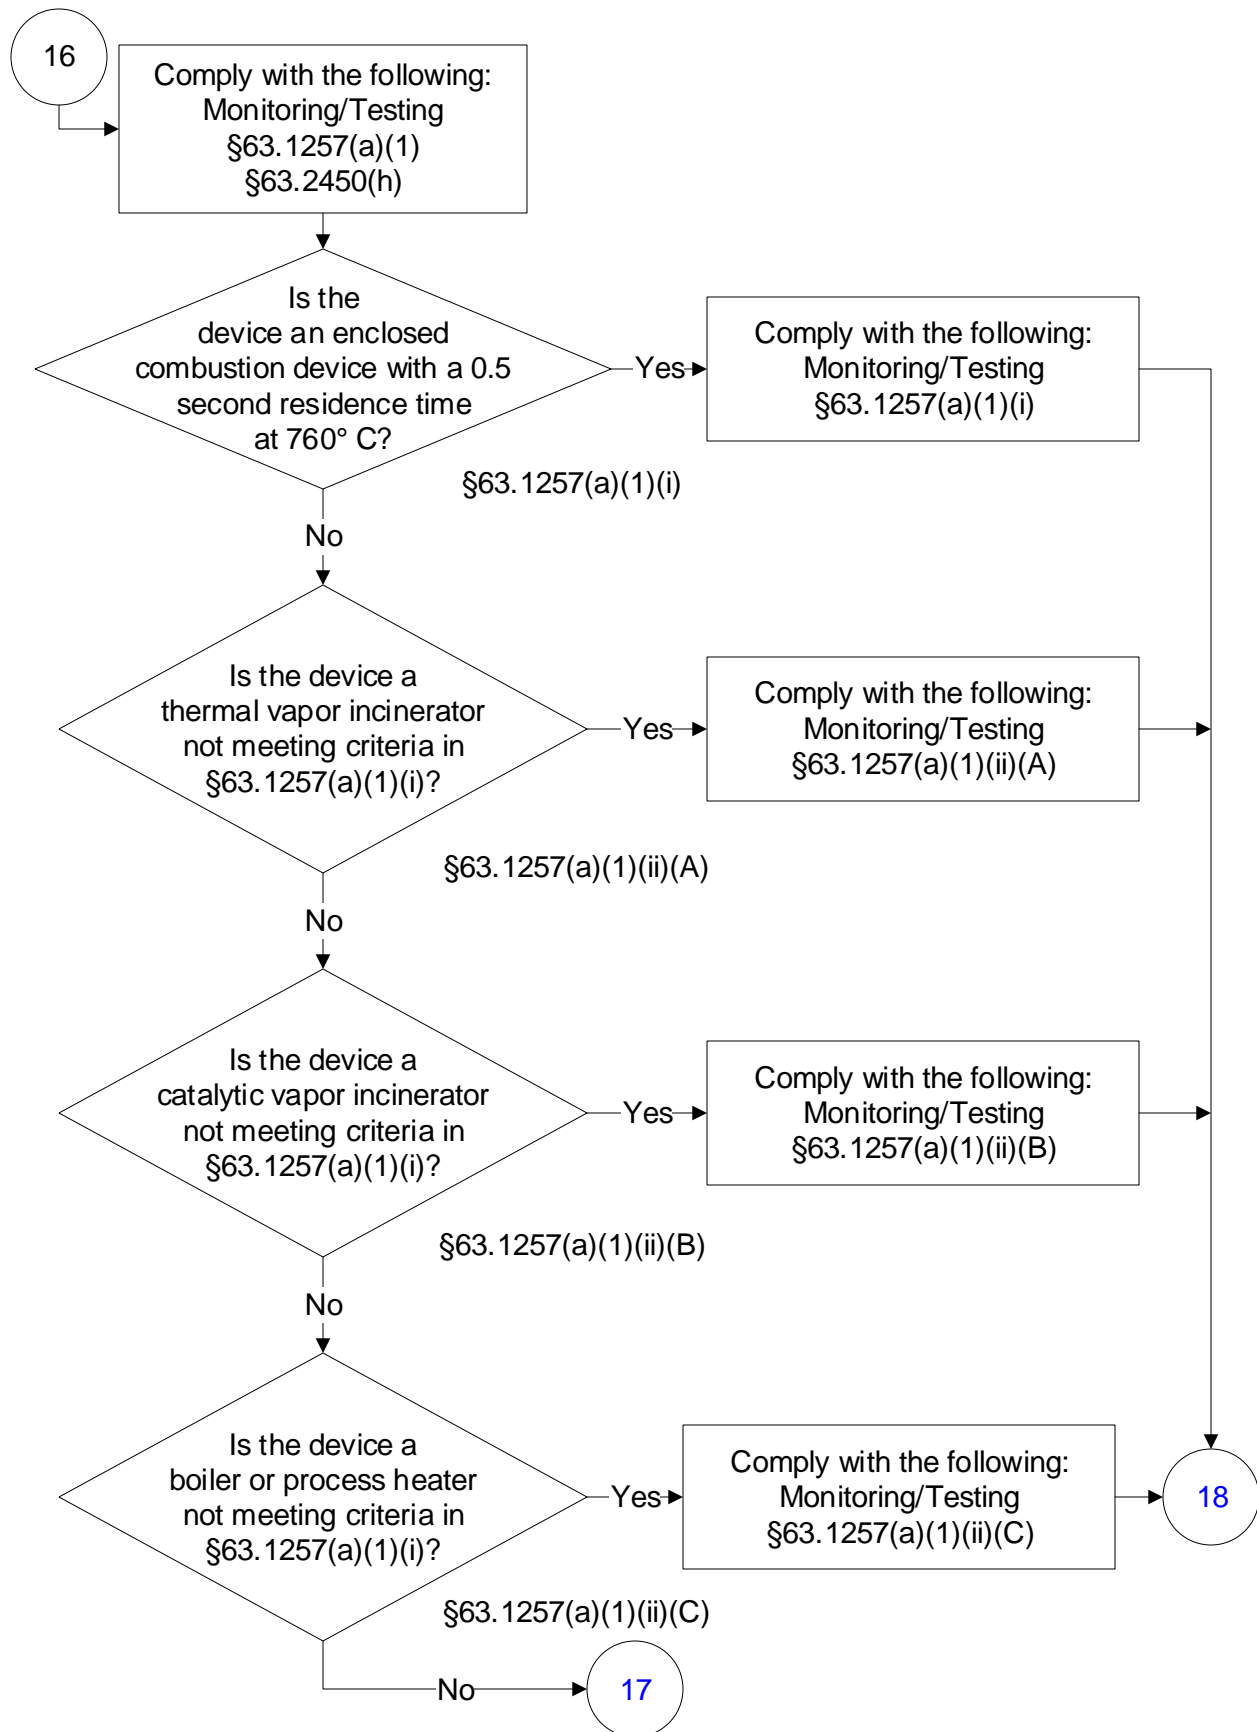 16
Comply with the following:
Monitoring/Testing
§63.1257(a)(1)
§63.2450(h)
Is the
device an enclosed
combustion device with a 0.5
second residence time
at 760° C?
Yes
Comply with the following:
Monitoring/Testing
§63.1257(a)(1)(i)
§63.1257(a)(1)(i)
No
Is the device a
thermal vapor incinerator
not meeting criteria in
§63.1257(a)(1)(i)?
Yes
Comply with the following:
Monitoring/Testing
§63.1257(a)(1)(ii)(A)
§63.1257(a)(1)(ii)(A)
No
Is the device a
catalytic vapor incinerator
not meeting criteria in
§63.1257(a)(1)(i)?
Yes
Comply with the following:
Monitoring/Testing
§63.1257(a)(1)(ii)(B)
§63.1257(a)(1)(ii)(B)
No
Is the device a
boiler or process heater
not meeting criteria in
§63.1257(a)(1)(i)?
Yes
Comply with the following:
Monitoring/Testing
§63.1257(a)(1)(ii)(C)
18
§63.1257(a)(1)(ii)(C)
No
17